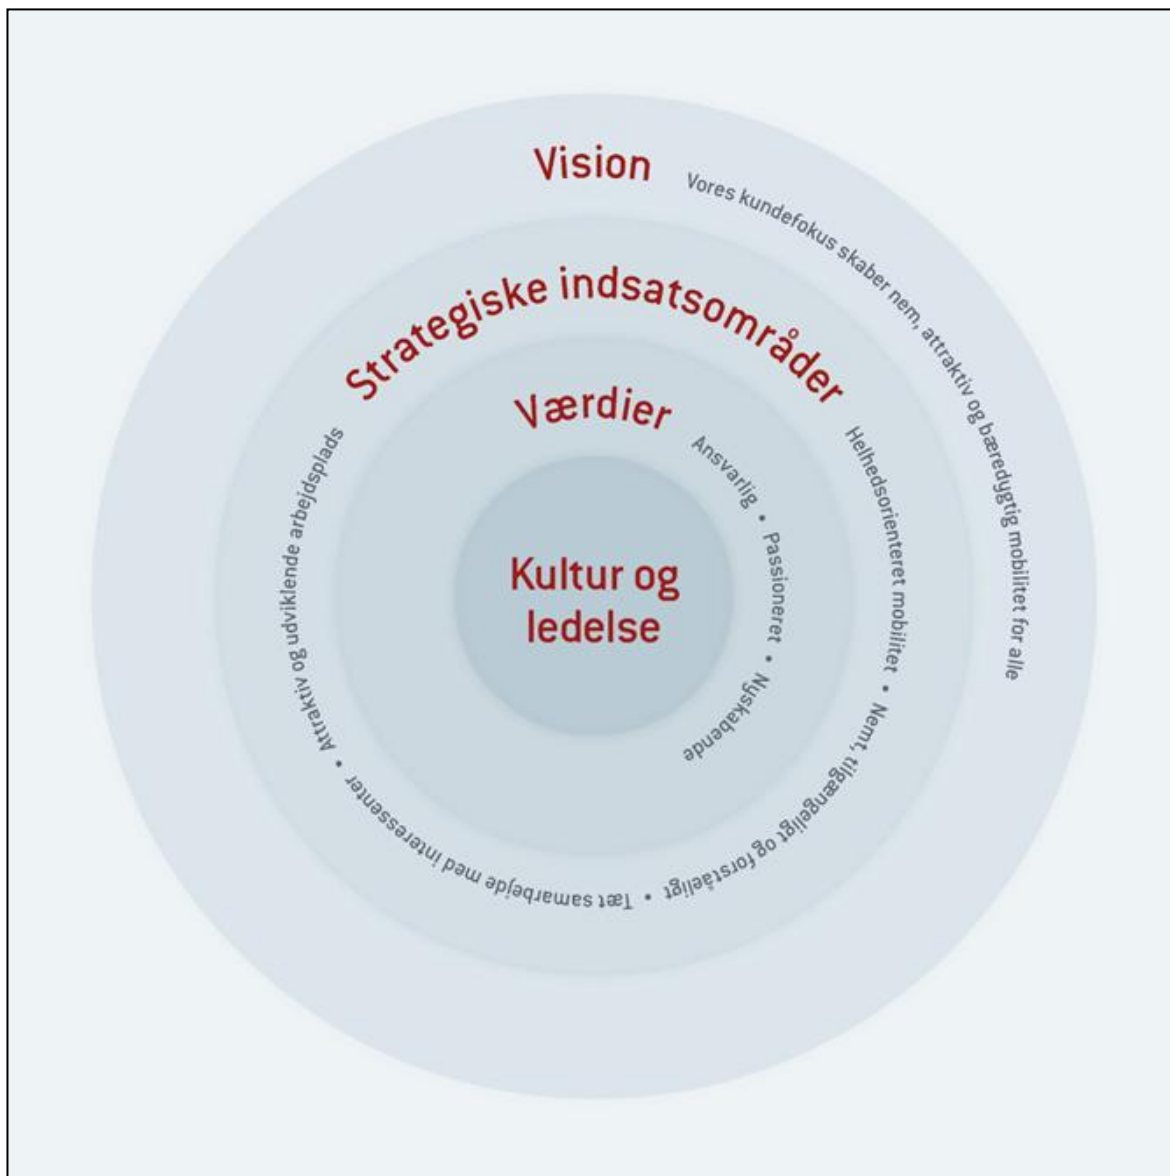 Vision
Vores kundefokus skaber nem, attraktiv og bæredygtig mobilitet for alle
Strategiske indsatsområder
Helhedsorienteret mobilitet • Nemt, tilgængeligt og forståeligt • Tæt samarbejde med interessenter • Attraktiv og udviklende arbejdsplads
Værdier
Ansvarlig • Passioneret • Nyskabende
Kultur og
ledelse